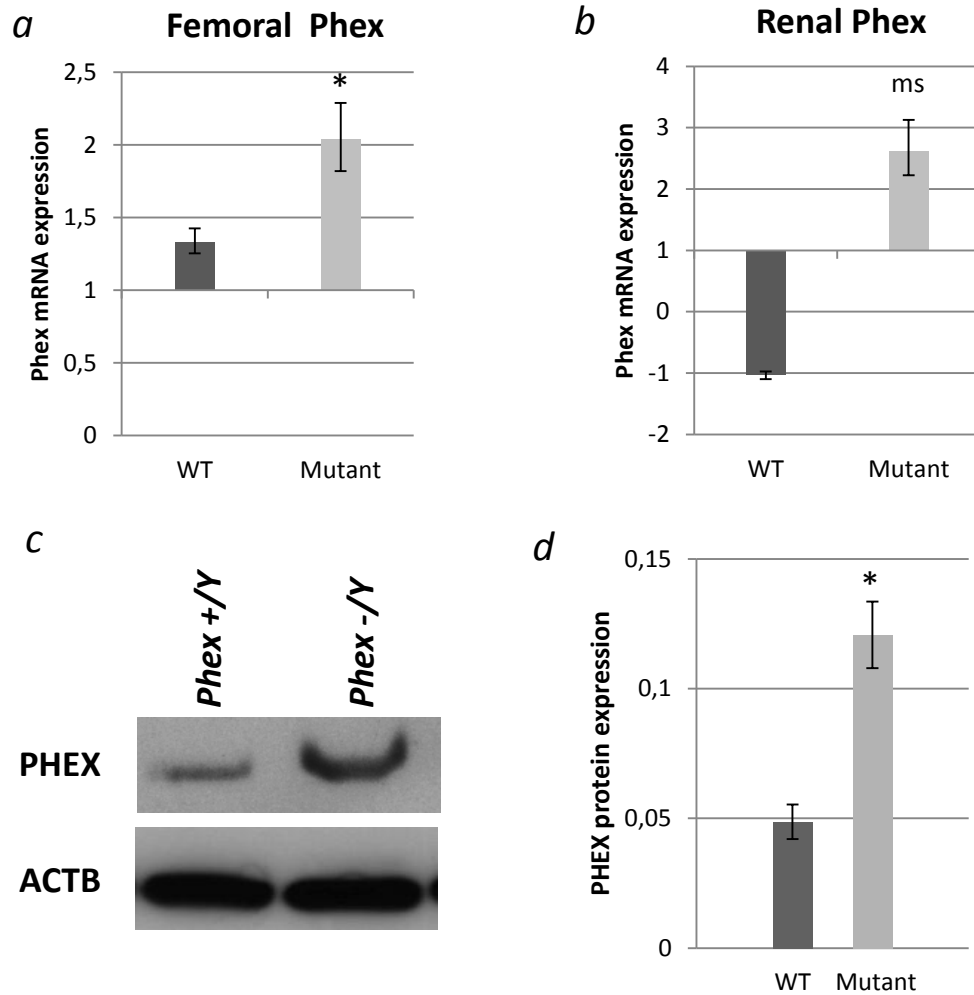 a
Femoral Phex
Phex mRNA expression
2,5
2
1,5
1
0,5
0
*
WT
Mutant
b
Renal Phex
Phex mRNA expression
4
3
2
1
0
-1
-2
ms
WT
Mutant
c
Phex +/Y
Phex -/Y
PHEX
ACTB
d
PHEX protein expression
0,15
0,1
0,05
0
*
WT
Mutant